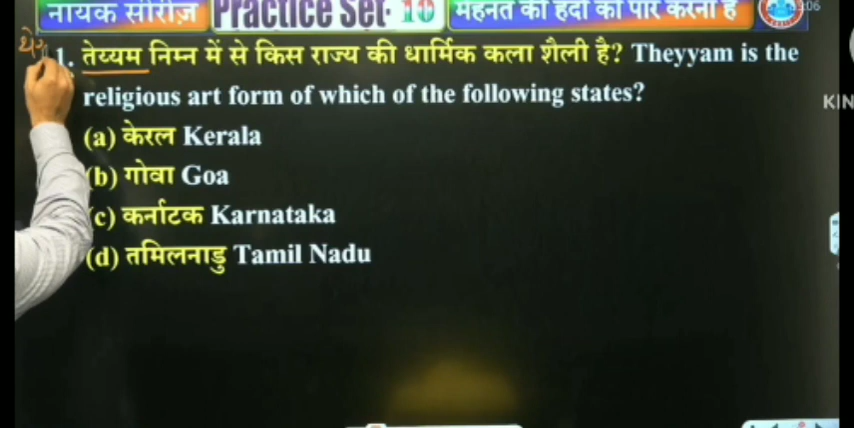 नायक सीरीज़ Practice Set- 10 मेहनत की हदों को पार करना है
1. तेय्यम निम्न में से किस राज्य की धार्मिक कला शैली है? Theyyam is the
religious art form of which of the following states?
KIN
(a) केरल Kerala
(b) गोवा Goa
(c) कर्नाटक Karnataka
(d) तमिलनाडु Tamil Nadu